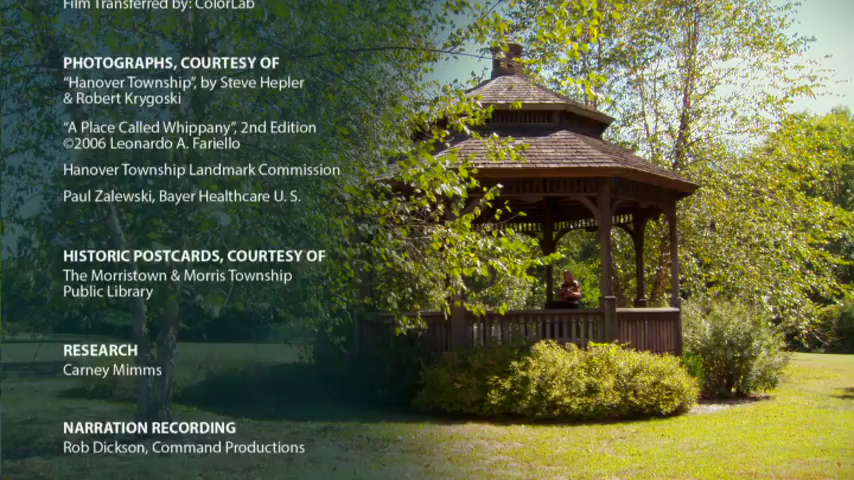 Film Transferred by: ColorLab
PHOTOGRAPHS, COURTESY OF
“Hanover Township”, by Steve Hepler
& Robert Krygoski
“A Place Called Whippany”, 2nd Edition
©2006 Leonardo A. Fariello
Hanover Township Landmark Commission
Paul Zalewski, Bayer Healthcare U. S.
HISTORIC POSTCARDS, COURTESY OF
The Morristown & Morris Township
Public Library
RESEARCH
Carney Mimms
NARRATION RECORDING
Rob Dickson, Command Productions